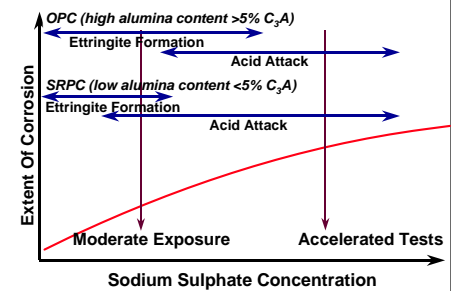 OPC (high alumina content >5% C3A)
Ettringite Formation
Acid Attack
SRPC (low alumina content <5% C3A)
Ettringite Formation
Acid Attack
Extent Of Corrosion
Moderate Exposure
Accelerated Tests
Sodium Sulphate Concentration